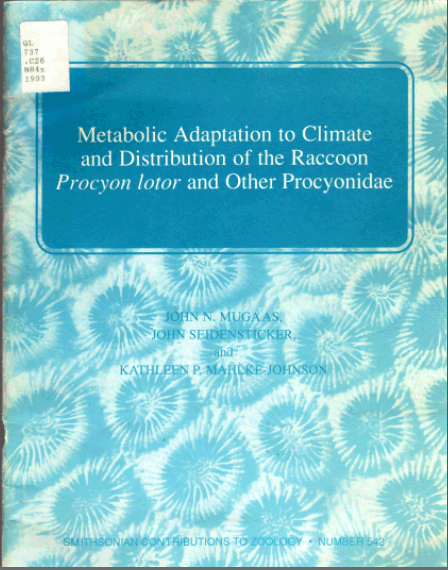 QL
737
.C26
M84x
1993
Metabolic Adaptation to Climate
and Distribution of the Raccoon
Procyon lotor and Other Procyonidae
JOHN N. MUGAAS,
JOHN SEIDENSTICKER,
and
KATHLEEN P. MAHLKE-JOHNSON
SMITHSONIAN CONTRIBUTIONS TO ZOOLOGY • NUMBER 542